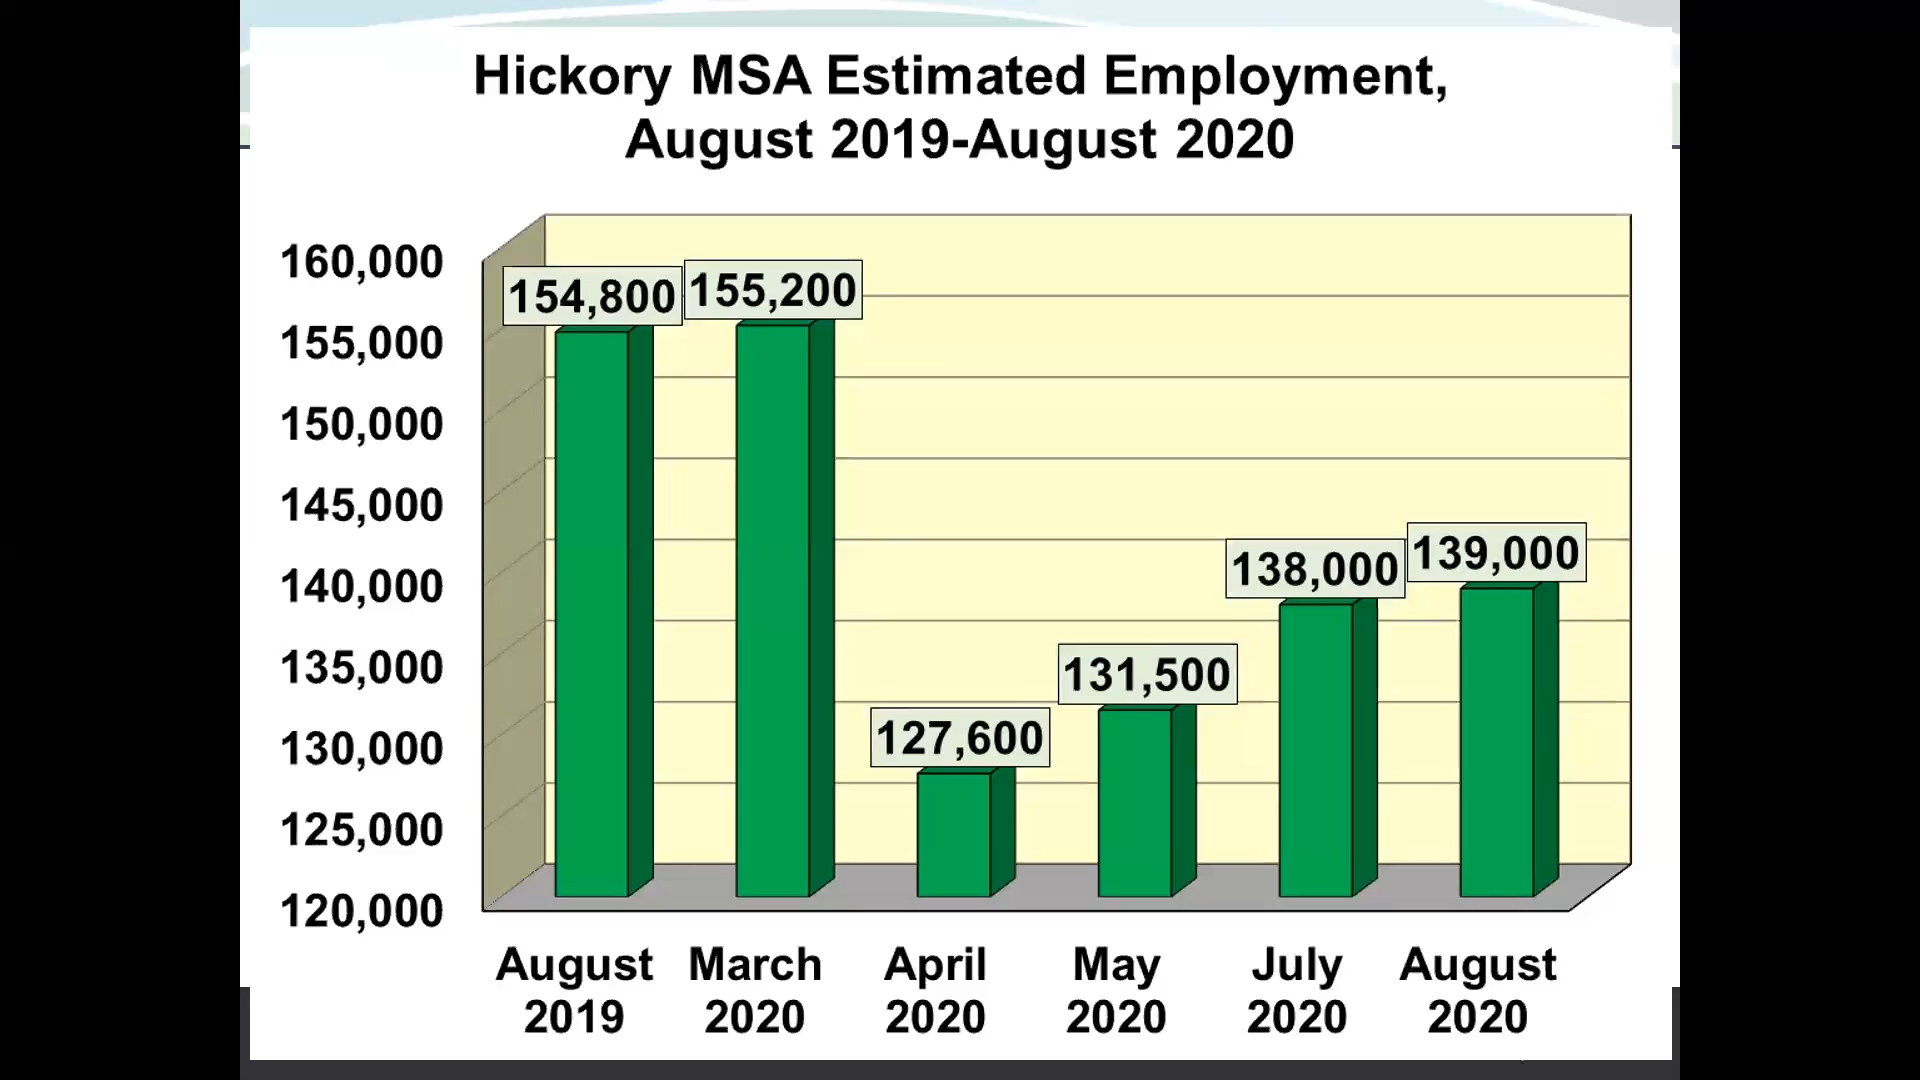 Hickory MSA Estimated Employment,
August 2019-August 2020
160,000
155,000
150,000
145,000
140,000
135,000
130,000
125,000
120,000
154,800
155,200
127,600
131,500
138,000
139,000
August 2019
March 2020
April 2020
May 2020
July 2020
August 2020